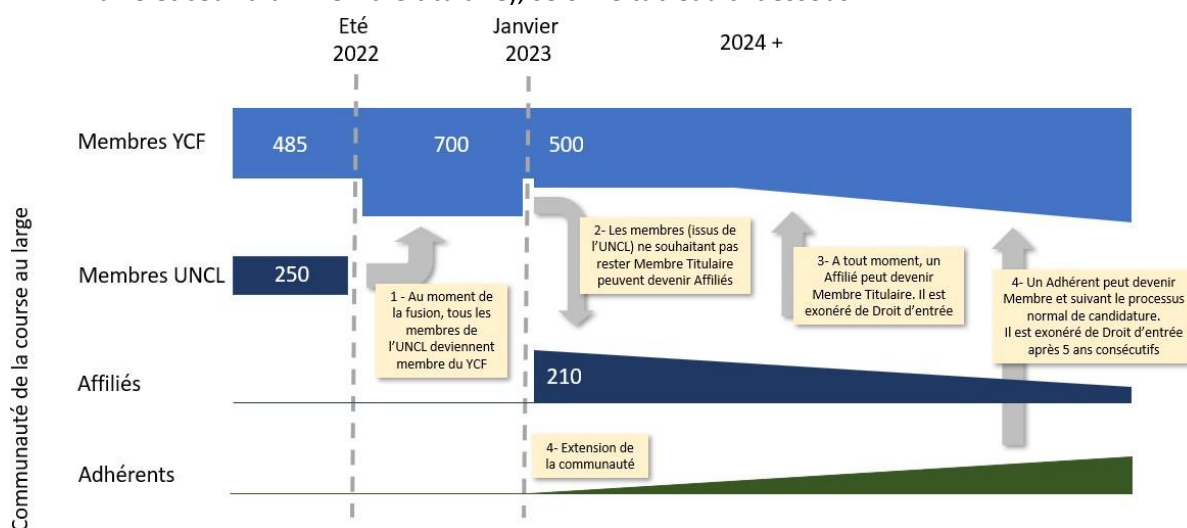 Eté
2022
Janvier
2023
2024 +
Communauté de la course au large
Membres YCF
485
700
500
Membres UNCL
250
1 - Au moment de
la fusion, tous les
membres de
l'UNCL deviennent
membre du YCF
2- Les membres (issus de
l'UNCL) ne souhaitant pas
rester Membre Titulaire
peuvent devenir Affiliés
3- A tout moment, un
Affilié peut devenir
Membre Titulaire. Il est
exonéré de Droit d'entrée
4- Un Adhérent peut devenir
Membre et suivant le processus
normal de candidature.
Il est exonéré de Droit d'entrée
après 5 ans consécutifs
Affiliés
210
Adhérents
4- Extension de
la communauté